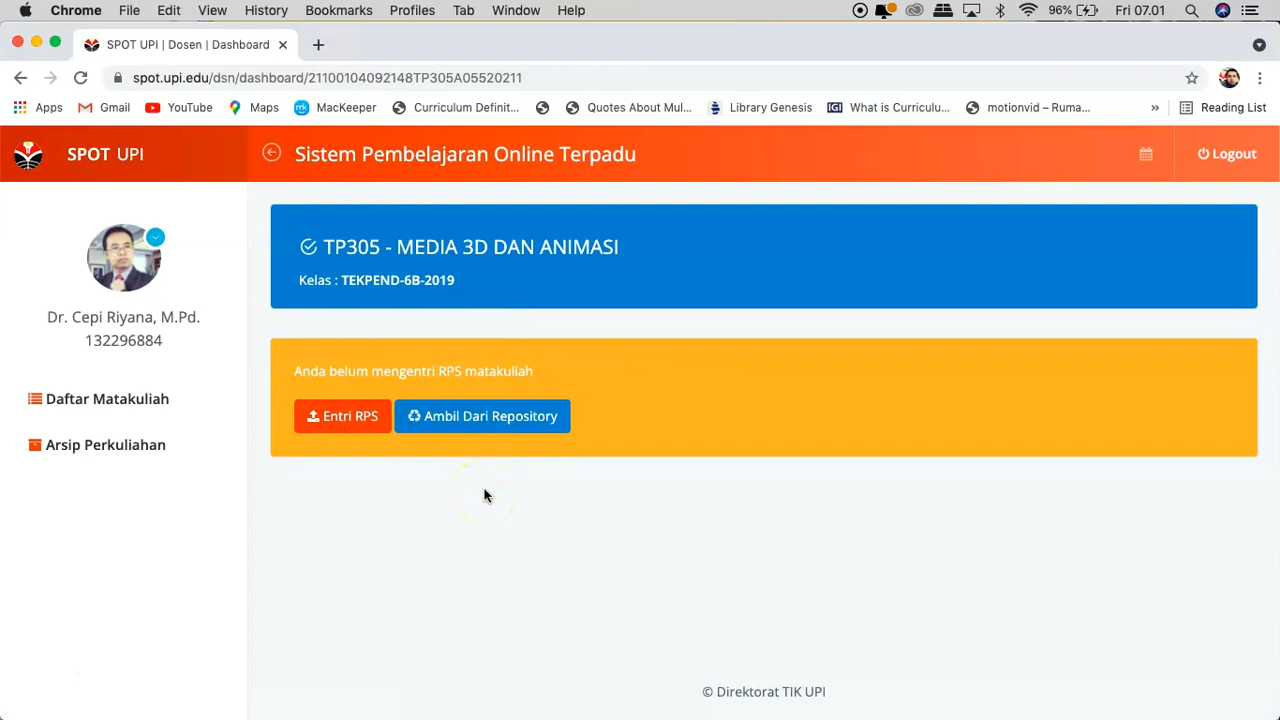 Chrome File Edit View History Bookmarks Profiles Tab Window Help 96% Fri 07.01
SPOT UPI | Dosen | Dashboard
spot.upi.edu/dsn/dashboard/21100104092148TP305A05520211
Apps Gmail YouTube Maps MacKeeper Curriculum Definit... Quotes About Mul... Library Genesis IGI What is Curriculu... motionvid – Ruma... » Reading List
SPOT UPI Sistem Pembelajaran Online Terpadu Logout
TP305 - MEDIA 3D DAN ANIMASI
Kelas : TEKPEND-6B-2019
Dr. Cepi Riyana, M.Pd.
132296884
Daftar Matakuliah
Arsip Perkuliahan
Anda belum mengentri RPS matakuliah
Entri RPS Ambil Dari Repository
© Direktorat TIK UPI